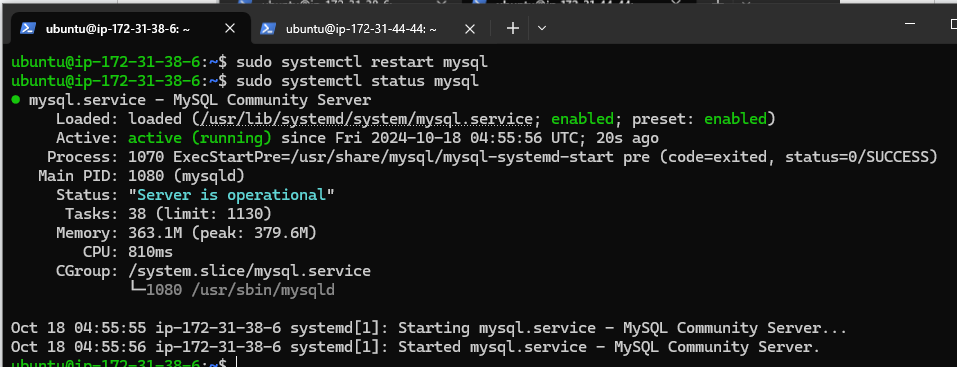 ubuntu@ip-172-31-38-6: ~
ubuntu@ip-172-31-44-44: ~
ubuntu@ip-172-31-38-6:~$ sudo systemctl restart mysql
ubuntu@ip-172-31-38-6:~$ sudo systemctl status mysql
● mysql.service - MySQL Community Server
Loaded: loaded (/usr/lib/systemd/system/mysql.service; enabled; preset: enabled)
Active: active (running) since Fri 2024-10-18 04:55:56 UTC; 20s ago
Process: 1070 ExecStartPre=/usr/share/mysql/mysql-systemd-start pre (code=exited, status=0/SUCCESS)
Main PID: 1080 (mysqld)
Status: "Server is operational"
Tasks: 38 (limit: 1130)
Memory: 363.1M (peak: 379.6M)
CPU: 810ms
CGroup: /system.slice/mysql.service
└─1080 /usr/sbin/mysqld
Oct 18 04:55:55 ip-172-31-38-6 systemd[1]: Starting mysql.service - MySQL Community Server...
Oct 18 04:55:56 ip-172-31-38-6 systemd[1]: Started mysql.service - MySQL Community Server.
ubuntu@ip-172-31-38-6:~$